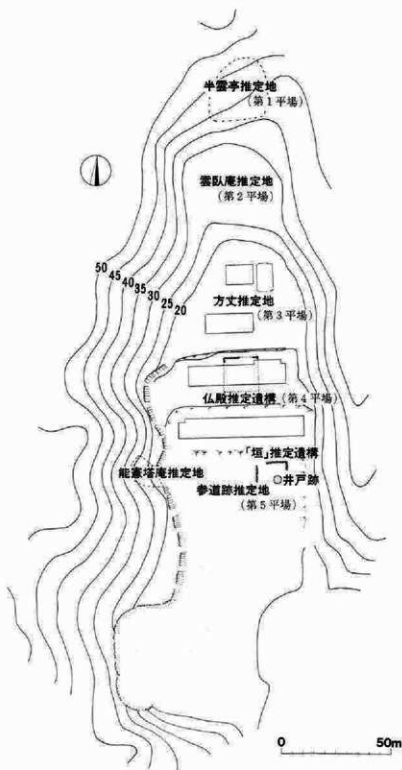 半雲亭推定地
(第1平場)
雲臥庵推定地
(第2平場)
50
45
40
35
30
25
20
方丈推定地
(第3平場)
仏殿推定遺構(第4平場)
「垣」推定遺構
能憲塔庵推定地
井戸跡
参道跡推定地
(第5平場)
0 50m